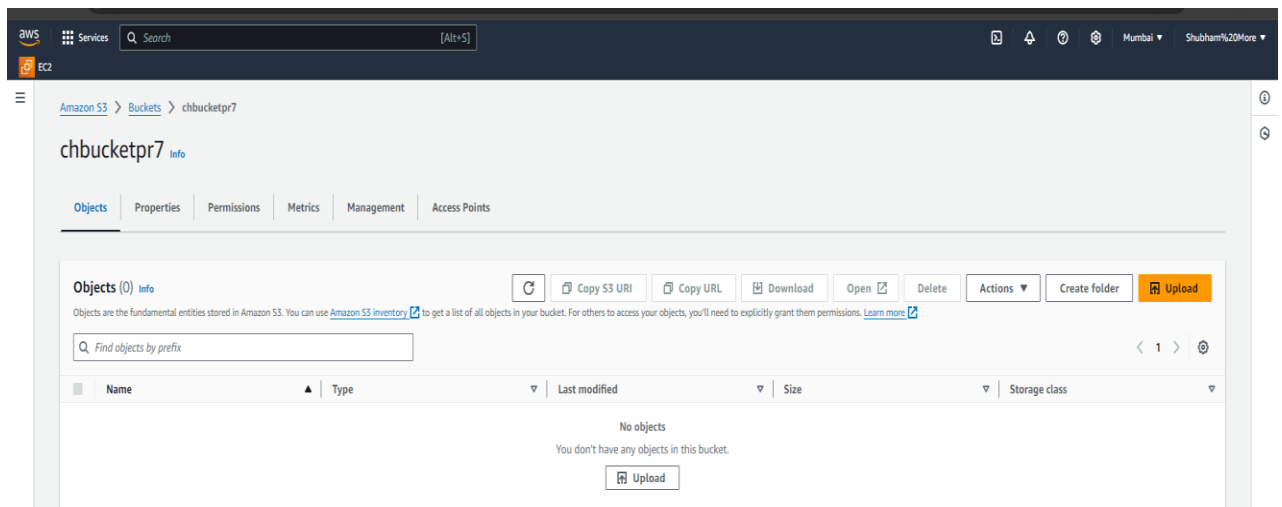 aws Services Search [Alt+S] Mumbai ▼ Shubham%20More ▼
EC2
Amazon S3 > Buckets > chbucketpr7
chbucketpr7 Info
Objects Properties Permissions Metrics Management Access Points
Objects (0) Info Copy S3 URI Copy URL Download Open Delete Actions ▼ Create folder Upload
Objects are the fundamental entities stored in Amazon S3. You can use Amazon S3 inventory to get a list of all objects in your bucket. For others to access your objects, you'll need to explicitly grant them permissions. Learn more
Find objects by prefix < 1 >
Name Type Last modified Size Storage class
No objects
You don't have any objects in this bucket.
Upload